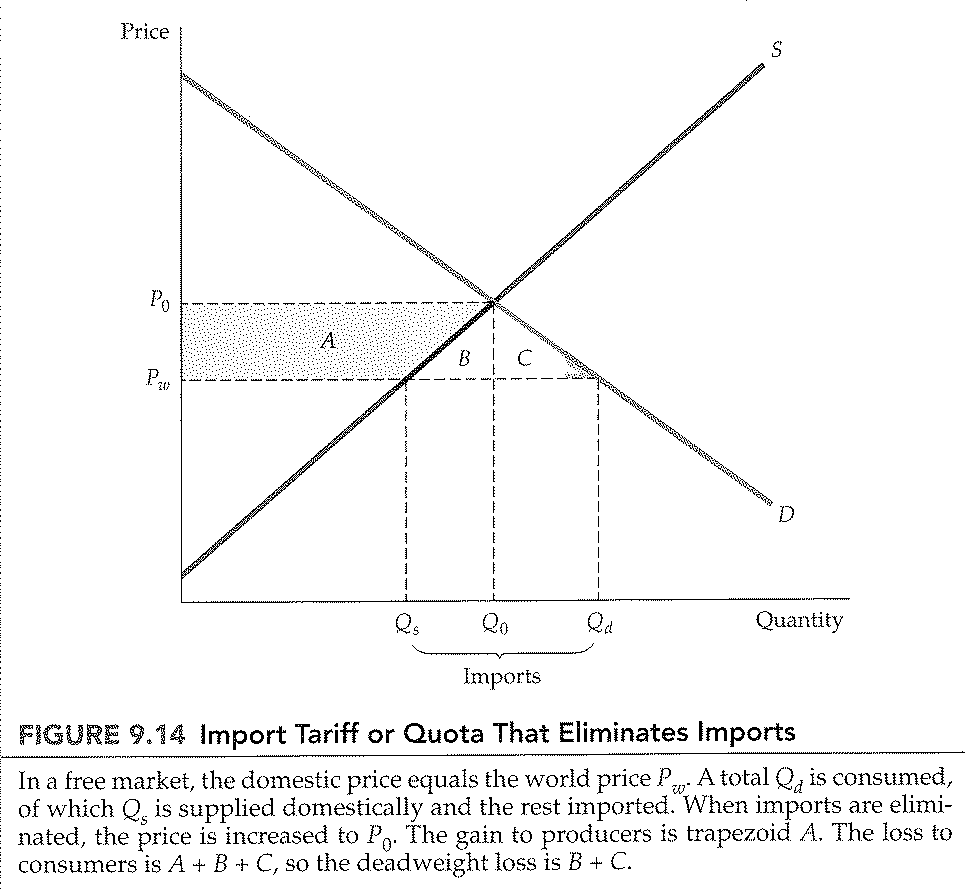 Price
S
P0
A
B
C
Pw
D
Qs Q0 Qd Quantity
Imports
FIGURE 9.14 Import Tariff or Quota That Eliminates Imports
In a free market, the domestic price equals the world price Pw. A total Qd is consumed,
of which Qs is supplied domestically and the rest imported. When imports are elimi-
nated, the price is increased to P0. The gain to producers is trapezoid A. The loss to
consumers is A + B + C, so the deadweight loss is B + C.